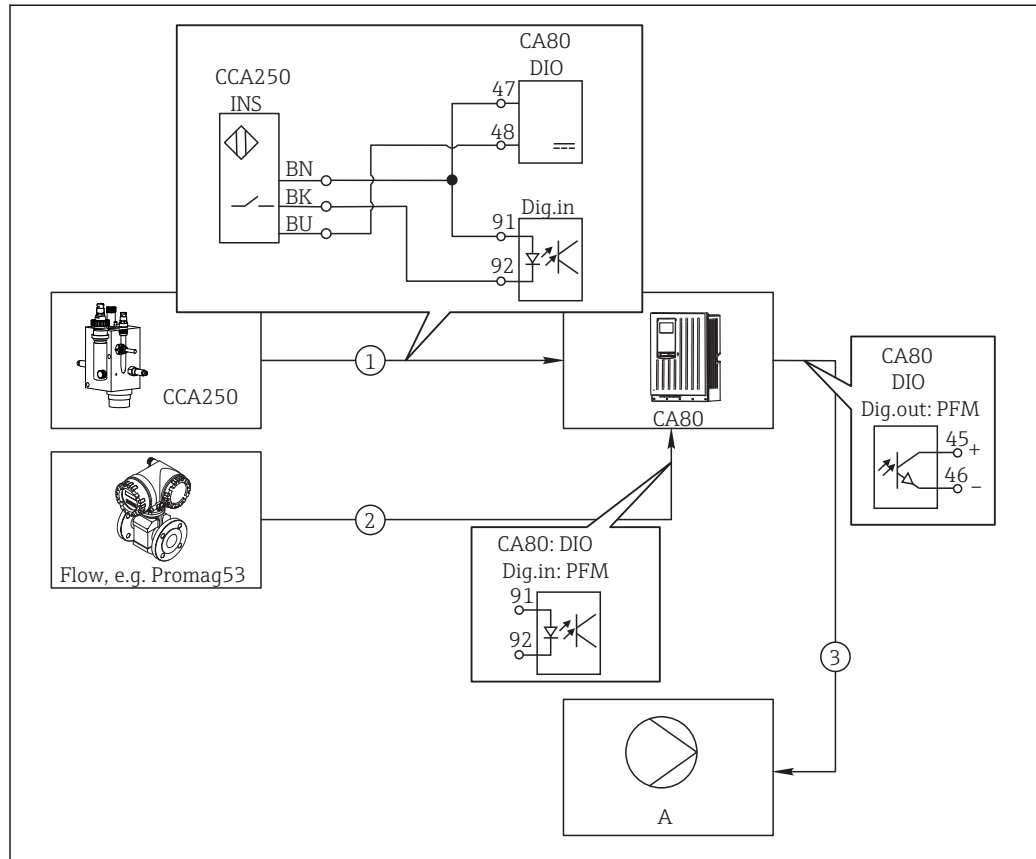 CA80
DIO
CCA250
INS
47
48
BN
BK
BU
Dig.in
91
92
CCA250
1
CA80
CA80
DIO
Dig.out: PFM
45
+
46
–
Flow, e.g. Promag53
2
CA80: DIO
Dig.in: PFM
91
92
3
A